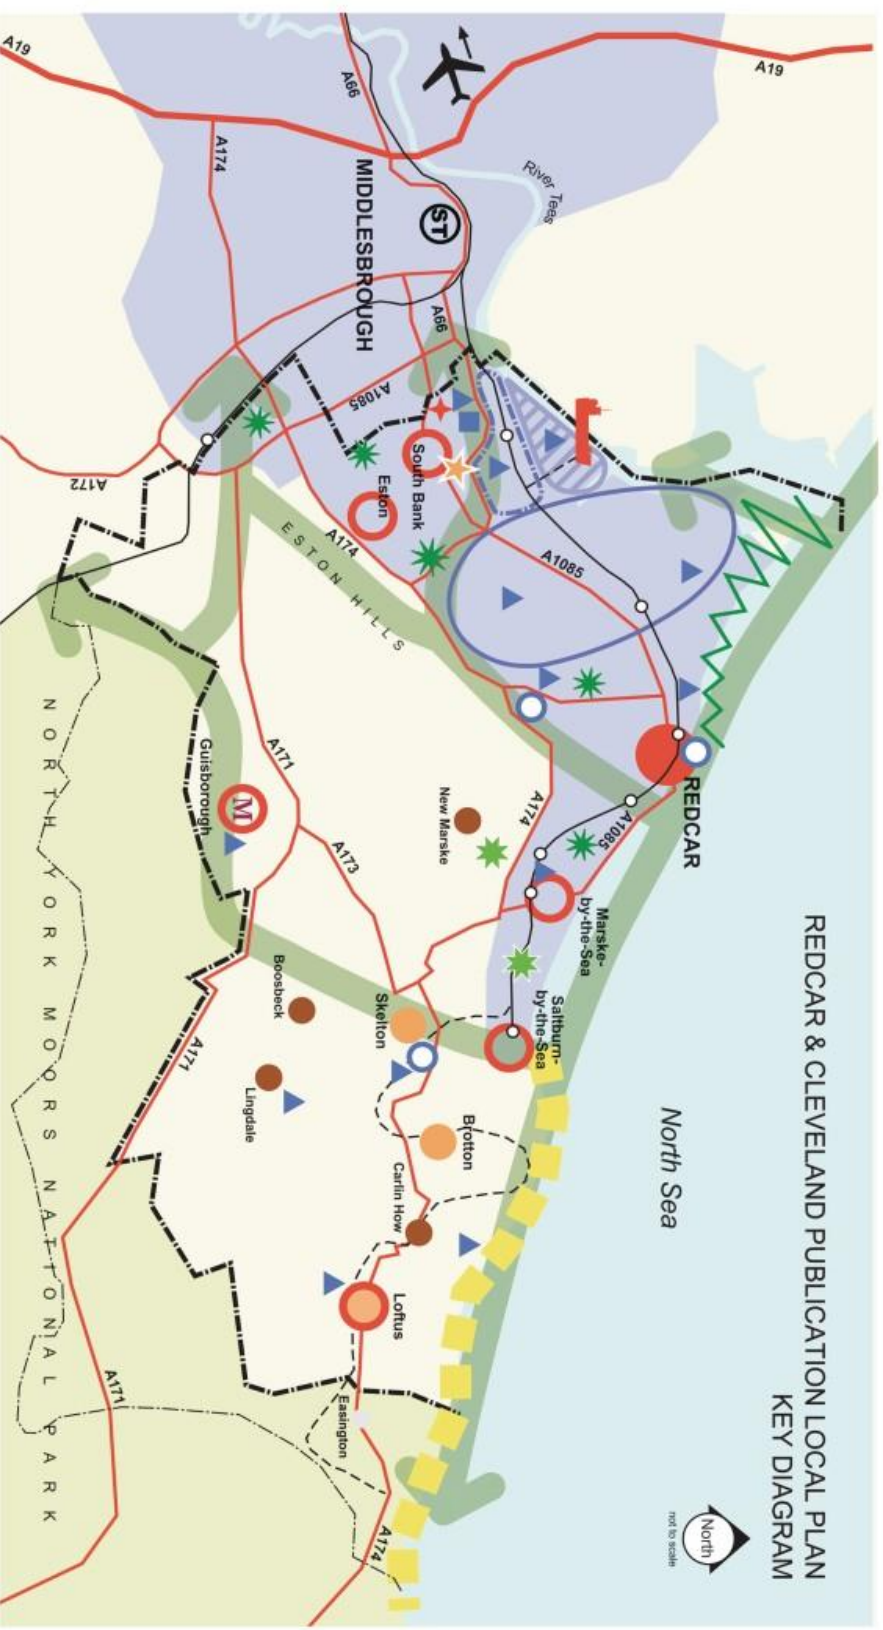 REDCAR & CLEVELAND PUBLICATION LOCAL PLAN
KEY DIAGRAM
North
not to scale
North Sea
A19
A19
A66
River Tees
A174
ST
MIDDLESBROUGH
A66
A1085
South Bank
Eston
A172
A174
ESTON HILLS
A1085
REDCAR
A1085
A174
New Marske
Marske-
by-the-Sea
Saltburn-
by-the-Sea
A171
Guisborough
M
A173
Boosbeck
Skelton
Lingdale
Brotton
Carlin How
Loftus
Easington
A171
A171
A174
NORTH YORK MOORS NATIONAL PARK